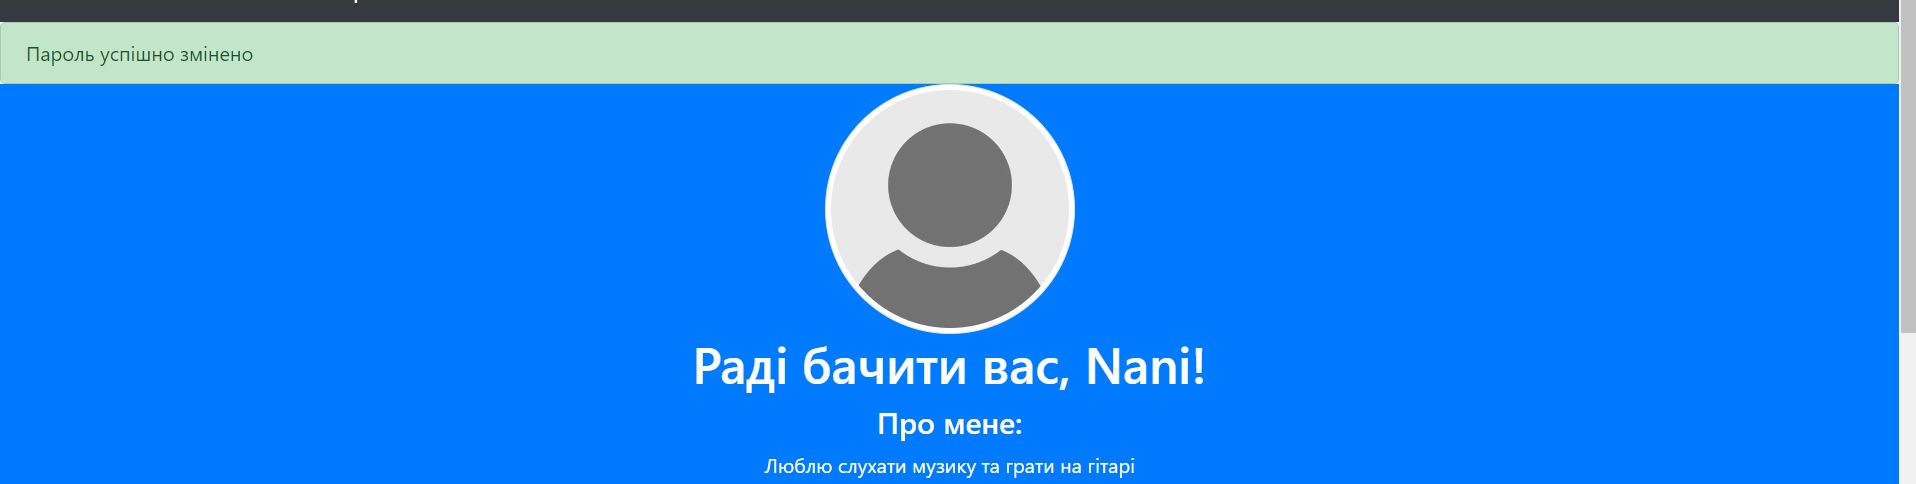 Пароль успішно змінено
Раді бачити вас, Nani!
Про мене:
Люблю слухати музику та грати на гітарі